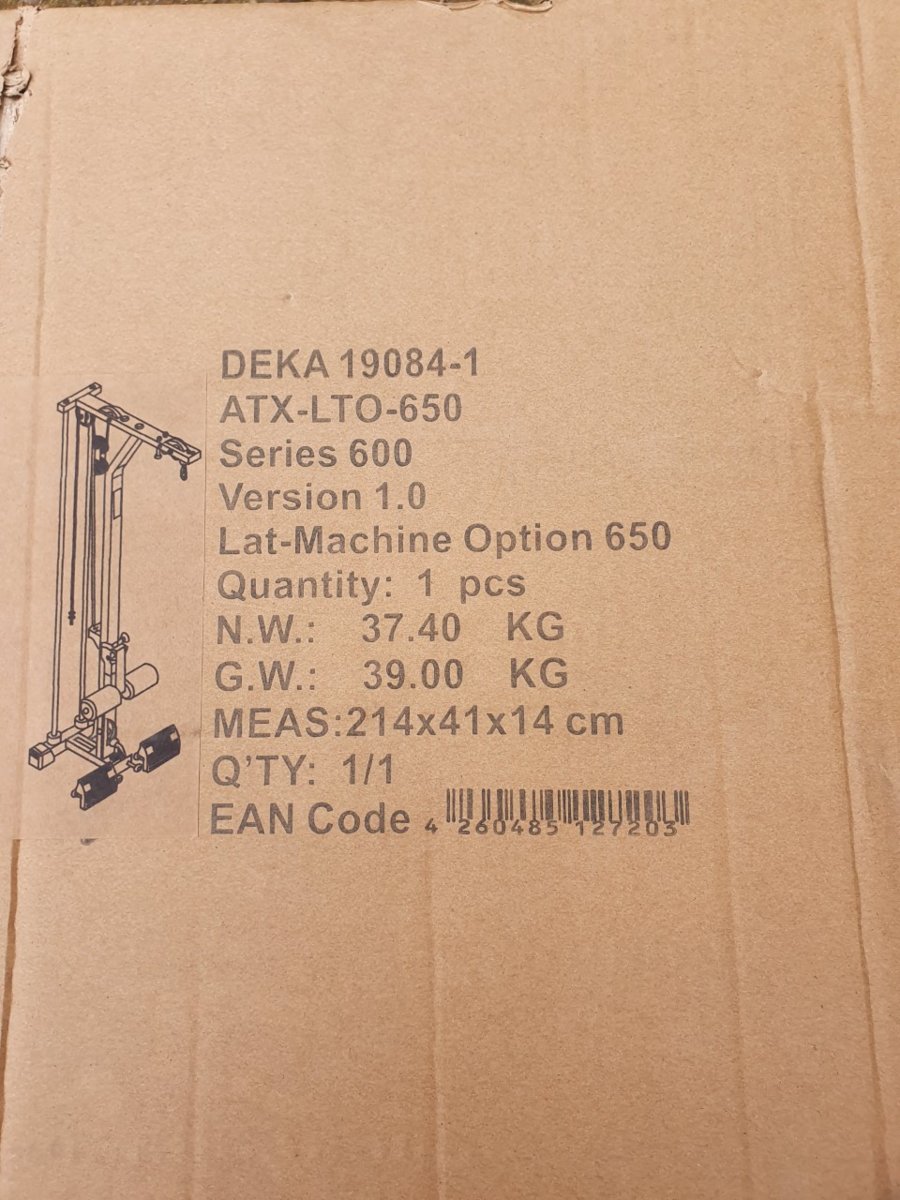 DEKA 19084-1
ATX-LTO-650
Series 600
Version 1.0
Lat-Machine Option 650
Quantity: 1 pcs
N.W.: 37.40 KG
G.W.: 39.00 KG
MEAS:214x41x14 cm
Q'TY: 1/1
EAN Code 4 260485 127203